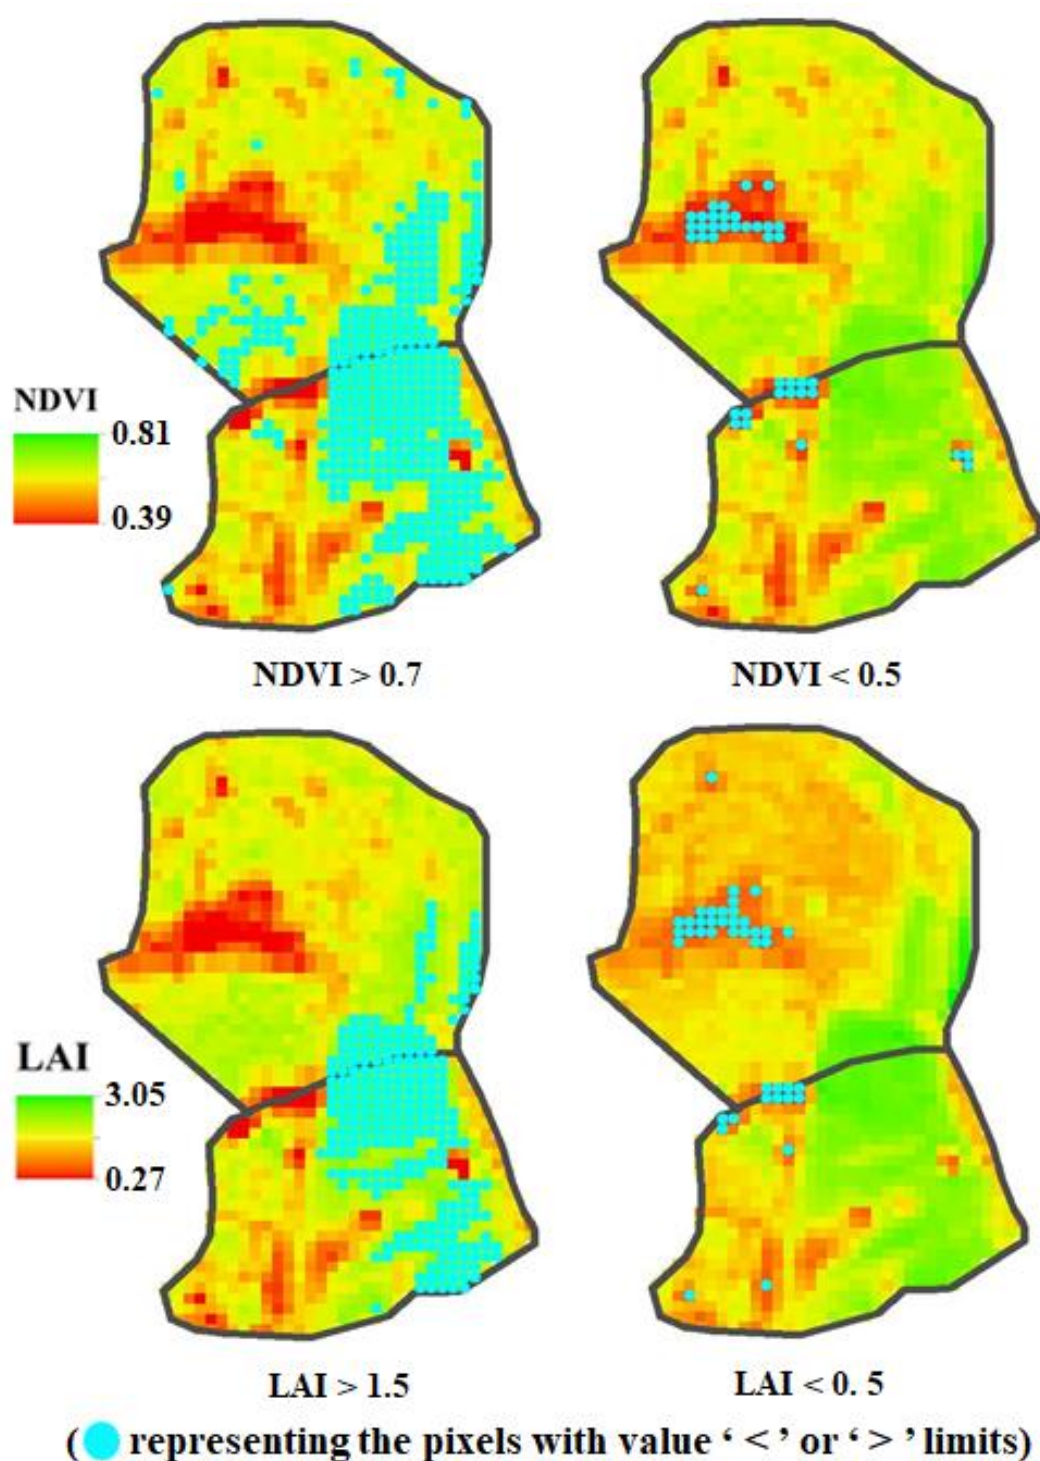 NDVI
0.81
0.39
NDVI > 0.7
NDVI < 0.5
LAI
3.05
0.27
LAI > 1.5
LAI < 0. 5
( representing the pixels with value ‘ < ’ or ‘ > ’ limits)